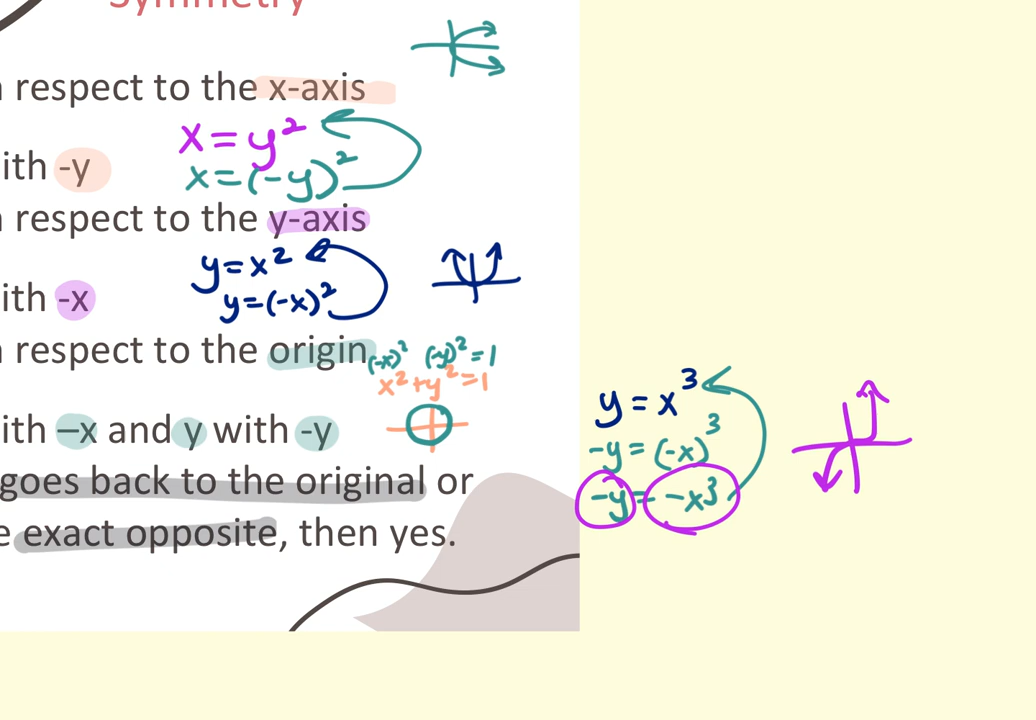 Symmetry
respect to the x-axis
x=y²
x=(-y)²
ith -y
respect to the y-axis
y=x²
y=(-x)²
ith -x
respect to the origin
(-x)² (-y)²=1
x²+y²=1
ith –x and y with -y
goes back to the original or
e exact opposite, then yes.
y=x³
-y=(-x)³
-y=-x³